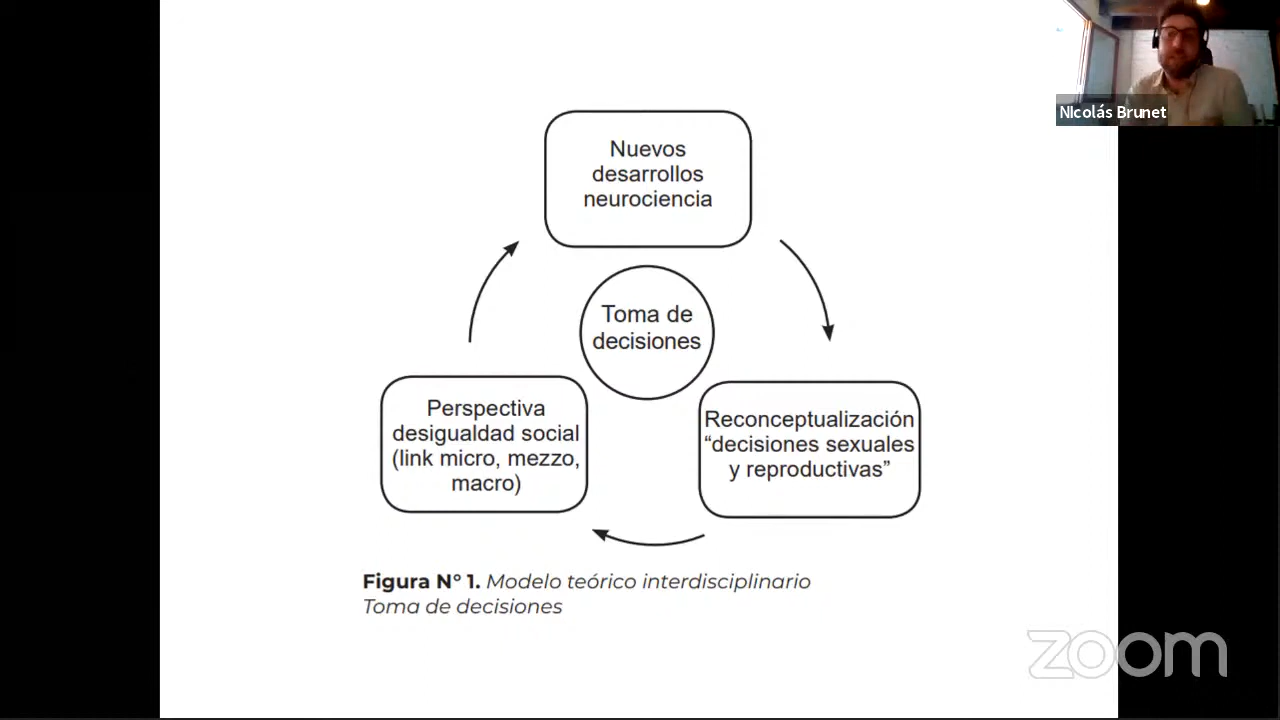 Nicolás Brunet
Nuevos
desarrollos
neurociencia
Toma de
decisiones
Perspectiva
desigualdad social
(link micro, mezzo,
macro)
Reconceptualización
“decisiones sexuales
y reproductivas”
Figura N° 1. Modelo teórico interdisciplinario
Toma de decisiones
zoom